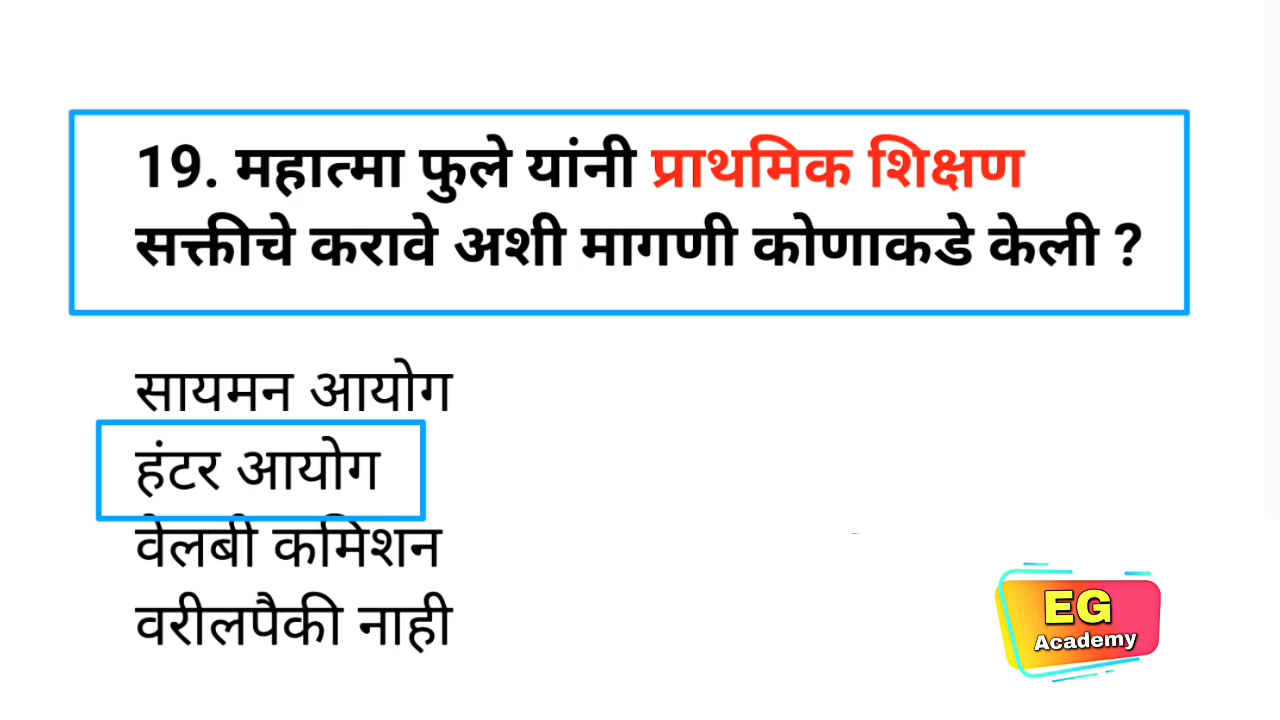 19. महात्मा फुले यांनी प्राथमिक शिक्षण
सक्तीचे करावे अशी मागणी कोणाकडे केली ?
सायमन आयोग
हंटर आयोग
वेलबी कमिशन
वरीलपैकी नाही
EG
Academy